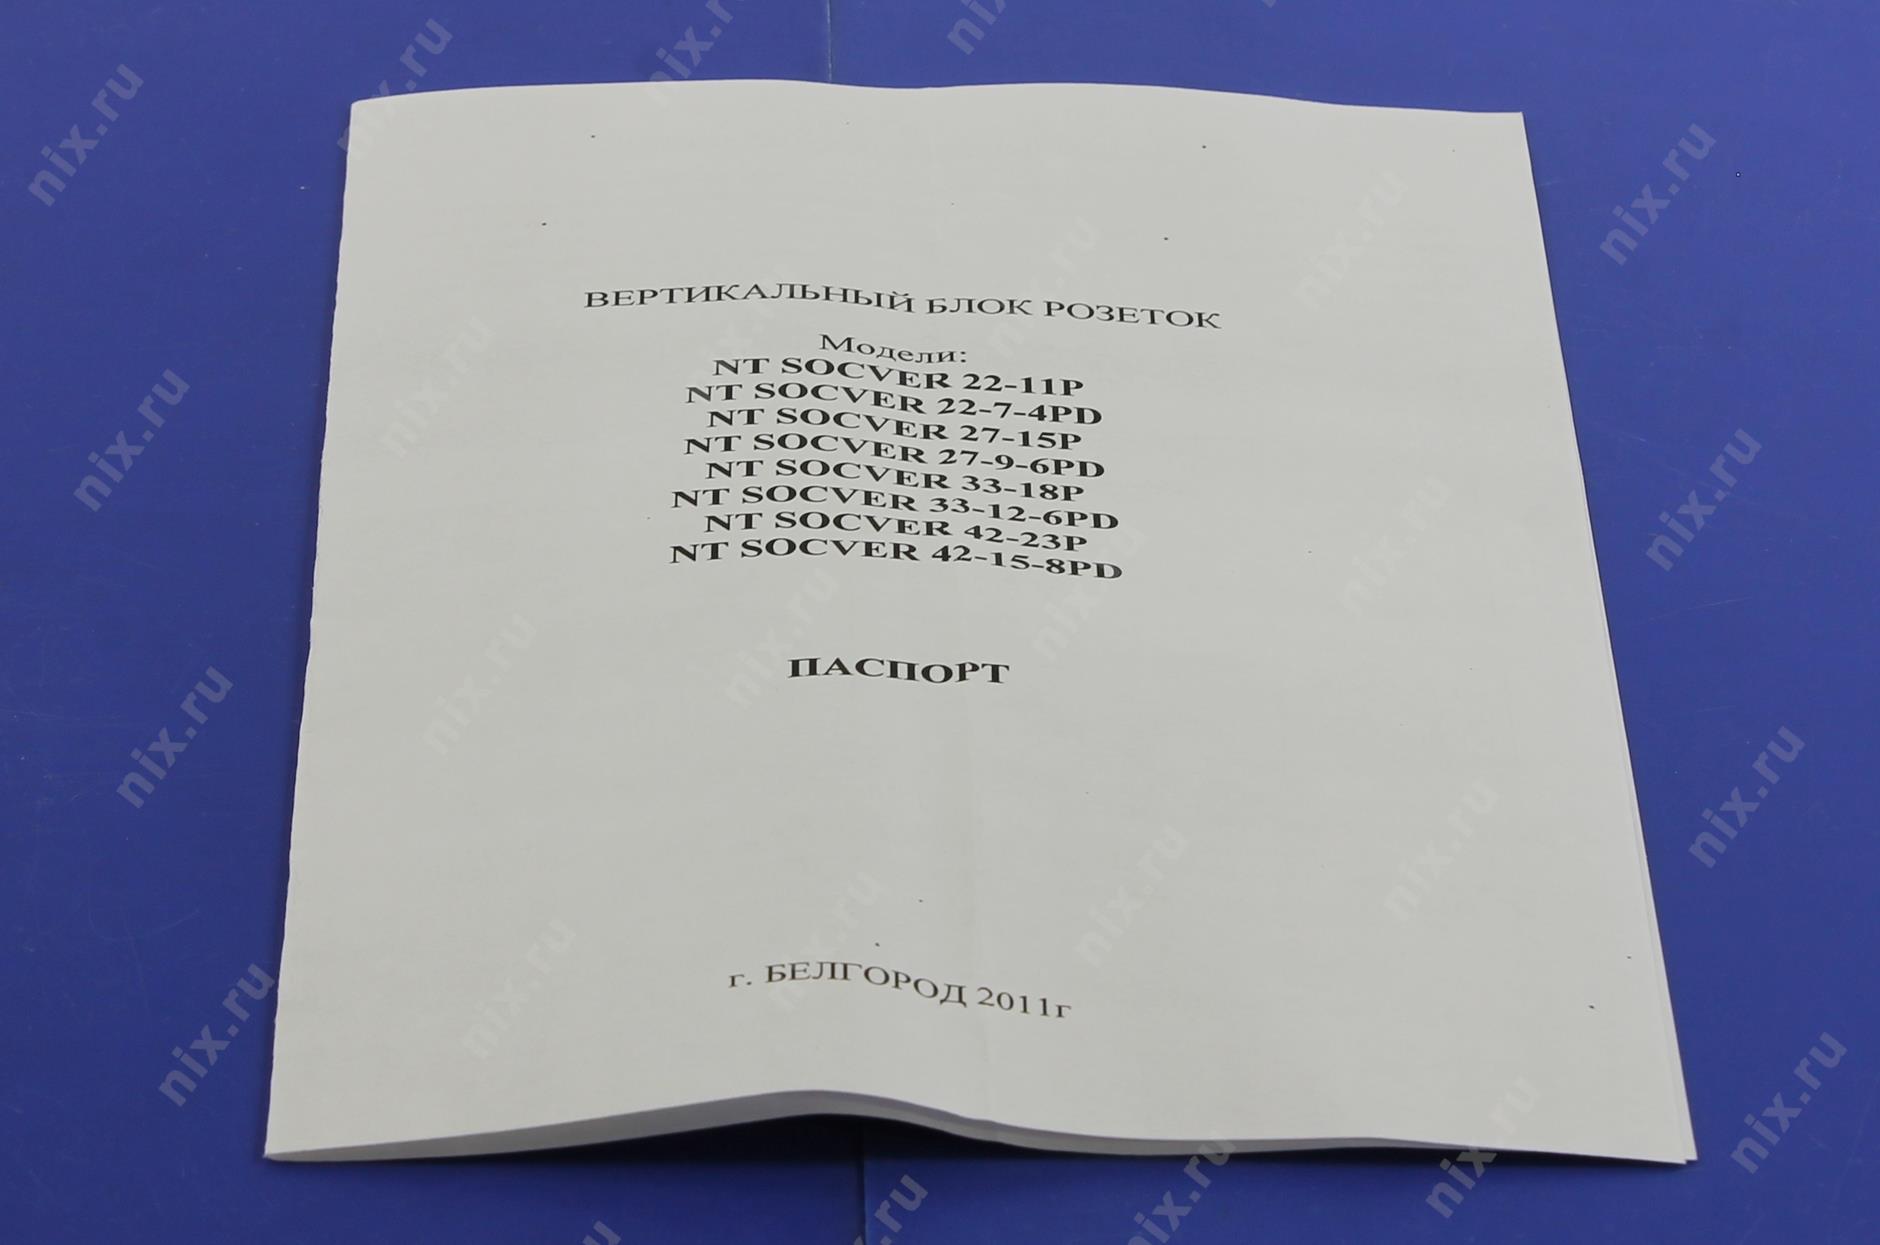 ВЕРТИКАЛЬНЫЙ БЛОК РОЗЕТОК
Модели:
NT SOCVER 22-11P
NT SOCVER 22-7-4PD
NT SOCVER 27-15P
NT SOCVER 27-9-6PD
NT SOCVER 33-18P
NT SOCVER 33-12-6PD
NT SOCVER 42-23P
NT SOCVER 42-15-8PD
ПАСПОРТ
г. БЕЛГОРОД 2011г
nix.ru